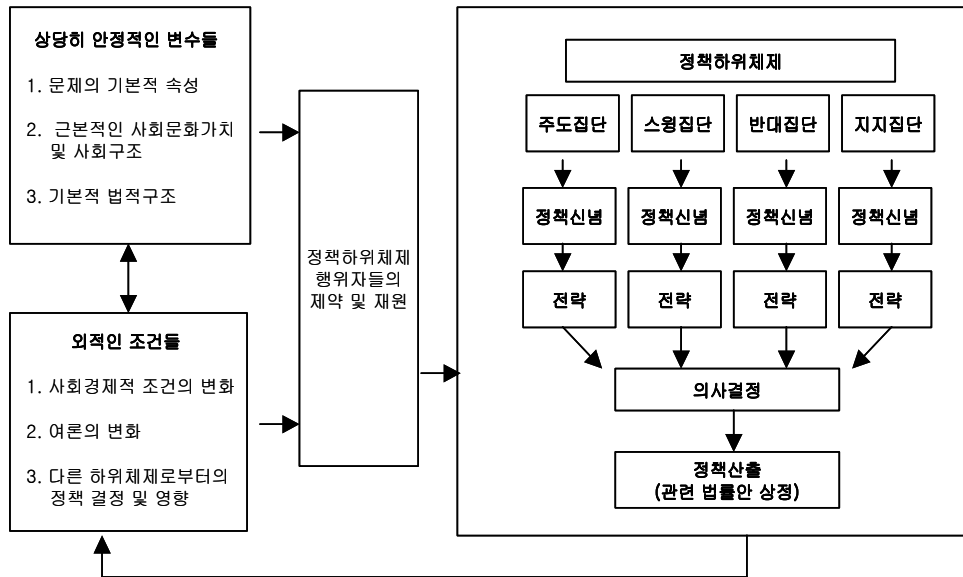 상당히 안정적인 변수들
1. 문제의 기본적 속성
2. 근본적인 사회문화가치
및 사회구조
3. 기본적 법적구조
외적인 조건들
1. 사회경제적 조건의 변화
2. 여론의 변화
3. 다른 하위체제로부터의
정책 결정 및 영향
정책하위체제
행위자들의
제약 및 재원
정책하위체제
주도집단 스윙집단 반대집단 지지집단
정책신념 정책신념 정책신념 정책신념
전략 전략 전략 전략
의사결정
정책산출
(관련 법률안 상정)